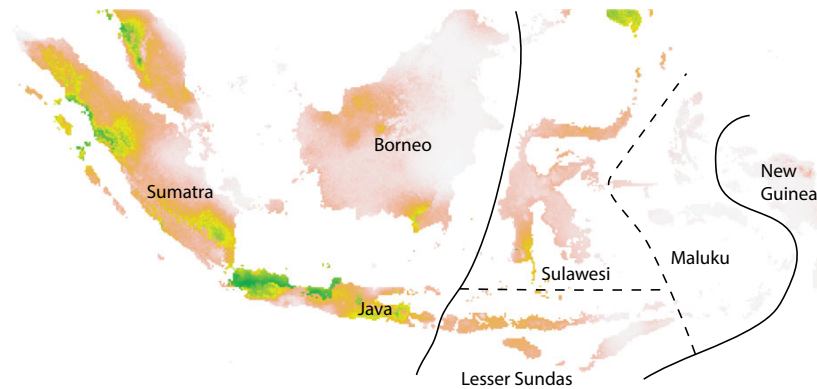 Borneo
New
Guinea
Sumatra
Maluku
Sulawesi
Java
Lesser Sundas